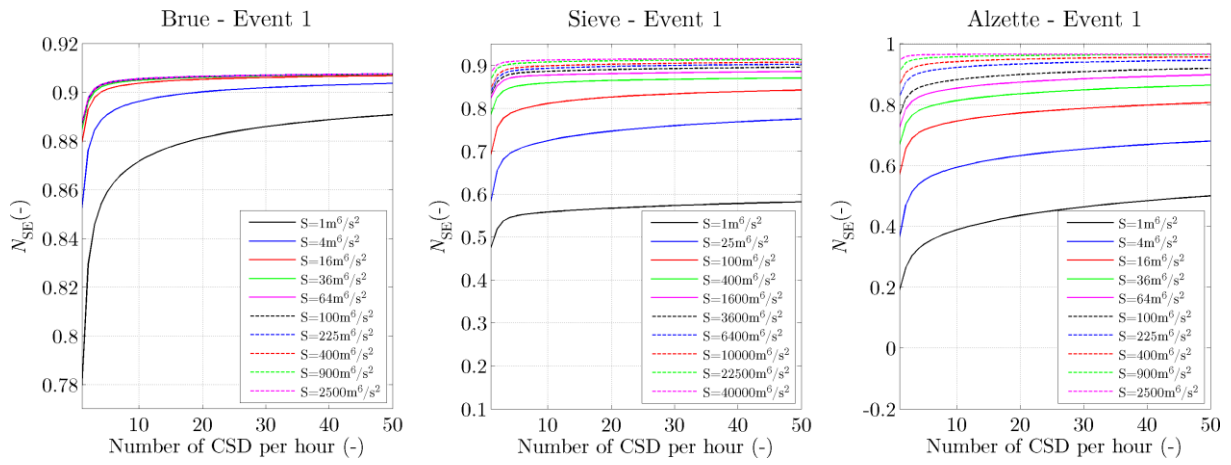 Brue - Event 1
0.92
0.9
0.88
0.86
0.84
0.82
0.8
0.78
N_SE(-)
S=1m⁶/s²
S=4m⁶/s²
S=16m⁶/s²
S=36m⁶/s²
S=64m⁶/s²
S=100m⁶/s²
S=225m⁶/s²
S=400m⁶/s²
S=900m⁶/s²
S=2500m⁶/s²
10 20 30 40 50
Number of CSD per hour (-)
Sieve - Event 1
0.9
0.8
0.7
0.6
0.5
0.4
0.3
0.2
0.1
N_SE(-)
S=1m⁶/s²
S=25m⁶/s²
S=100m⁶/s²
S=400m⁶/s²
S=1600m⁶/s²
S=3600m⁶/s²
S=6400m⁶/s²
S=10000m⁶/s²
S=22500m⁶/s²
S=40000m⁶/s²
10 20 30 40 50
Number of CSD per hour (-)
Alzette - Event 1
1
0.8
0.6
0.4
0.2
0
-0.2
N_SE(-)
S=1m⁶/s²
S=4m⁶/s²
S=16m⁶/s²
S=36m⁶/s²
S=64m⁶/s²
S=100m⁶/s²
S=225m⁶/s²
S=400m⁶/s²
S=900m⁶/s²
S=2500m⁶/s²
10 20 30 40 50
Number of CSD per hour (-)